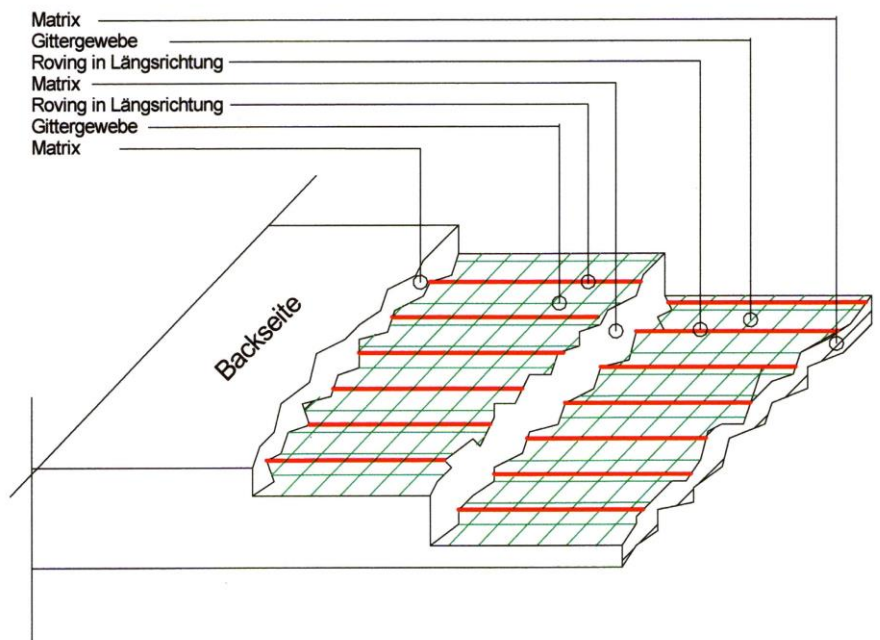 Matrix
Gittergewebe
Roving in Längsrichtung
Matrix
Roving in Längsrichtung
Gittergewebe
Matrix
Backseite